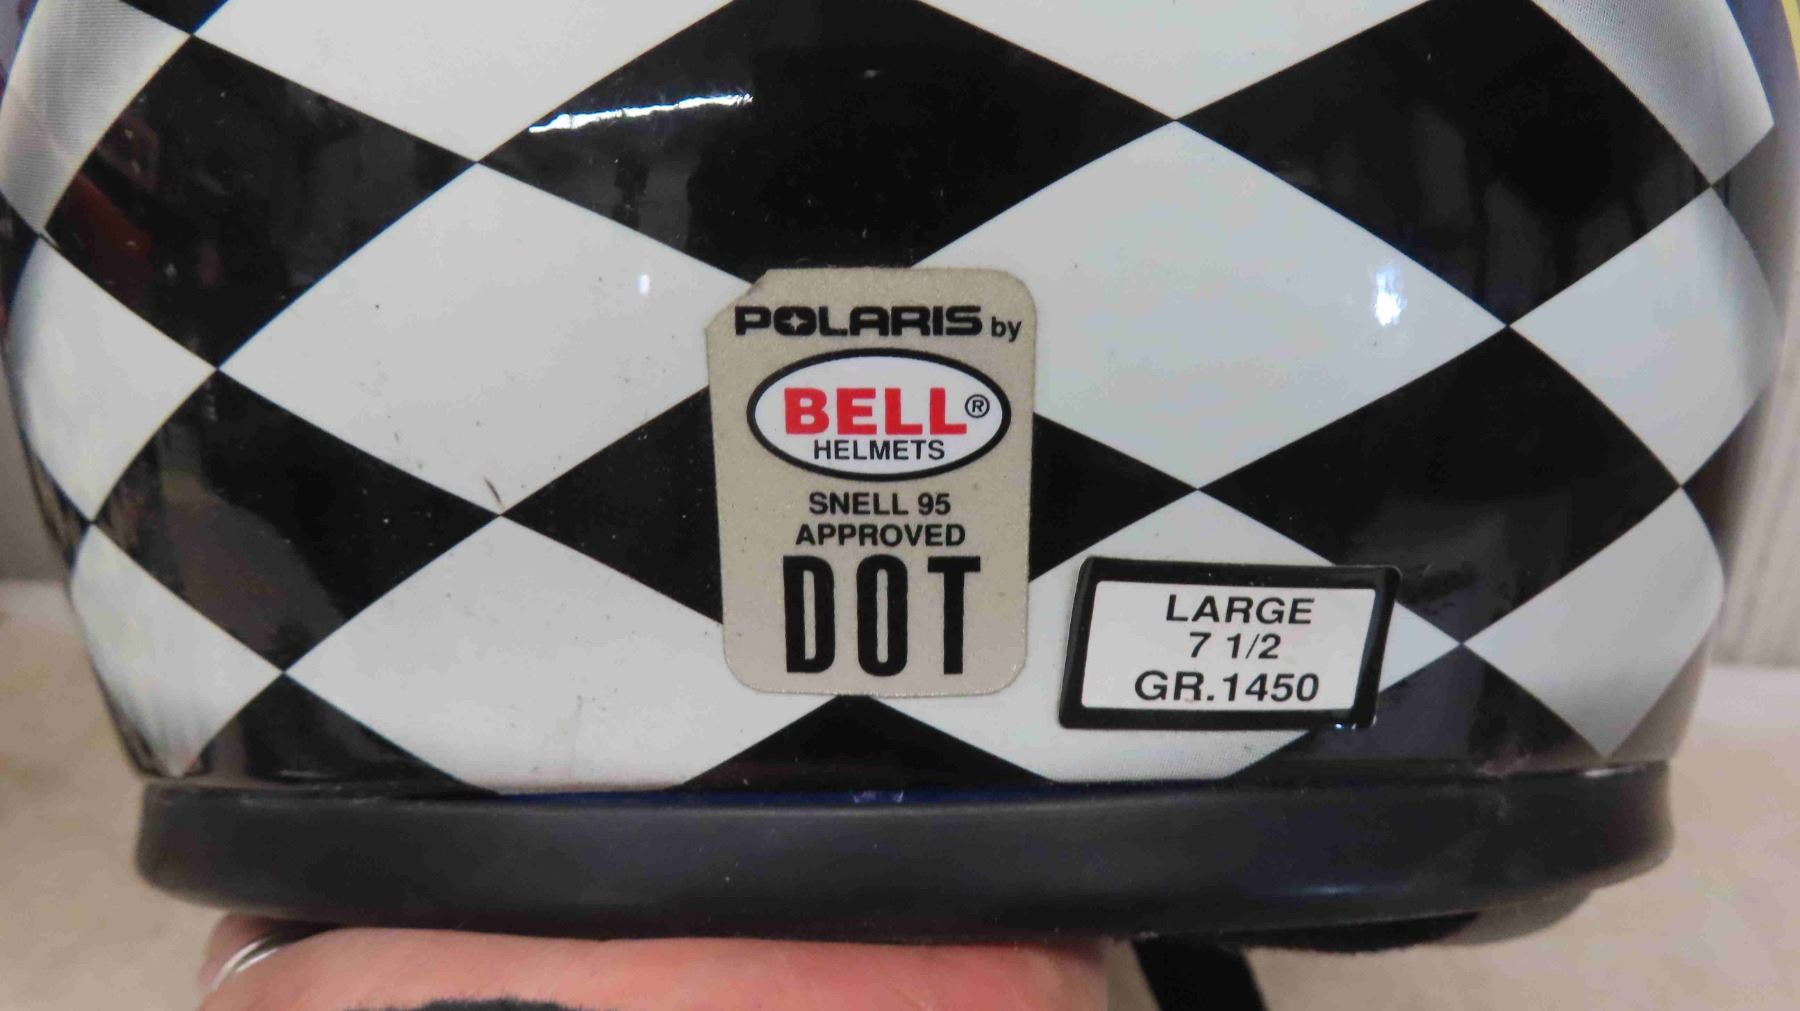 POLARIS by
BELL®
HELMETS
SNELL 95
APPROVED
DOT
LARGE
7 1/2
GR.1450